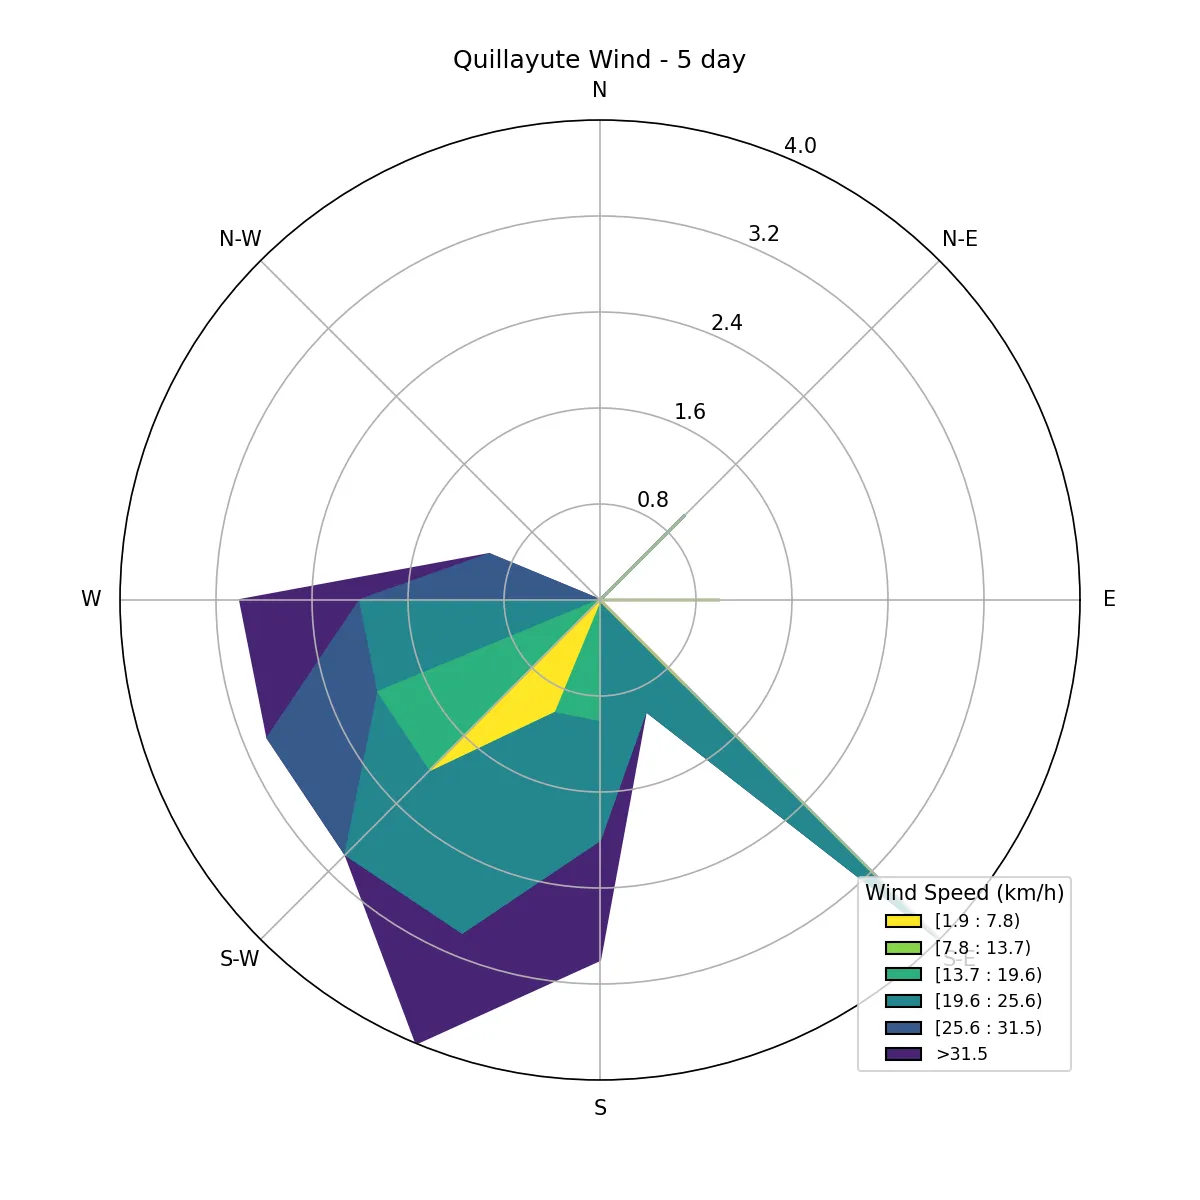 Quillayute Wind - 5 day
N
4.0
N-W
3.2
N-E
2.4
1.6
0.8
W
E
Wind Speed (km/h)
[1.9 : 7.8)
[7.8 : 13.7)
S-W
S-E
[13.7 : 19.6)
[19.6 : 25.6)
[25.6 : 31.5)
>31.5
S